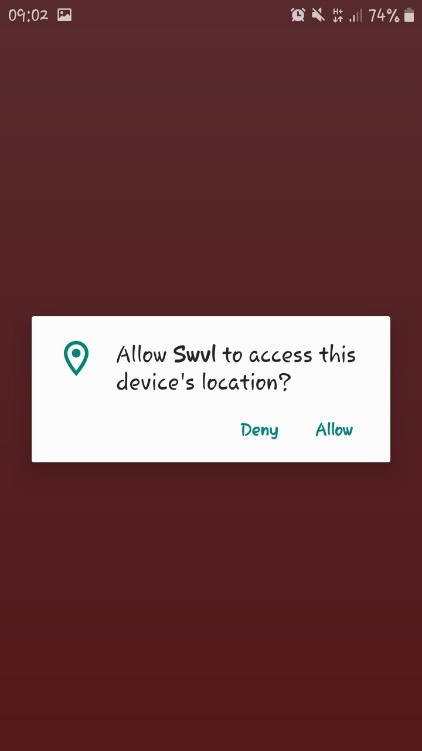 09:02 H+ 74%
Allow Swvl to access this
device's location?
Deny Allow